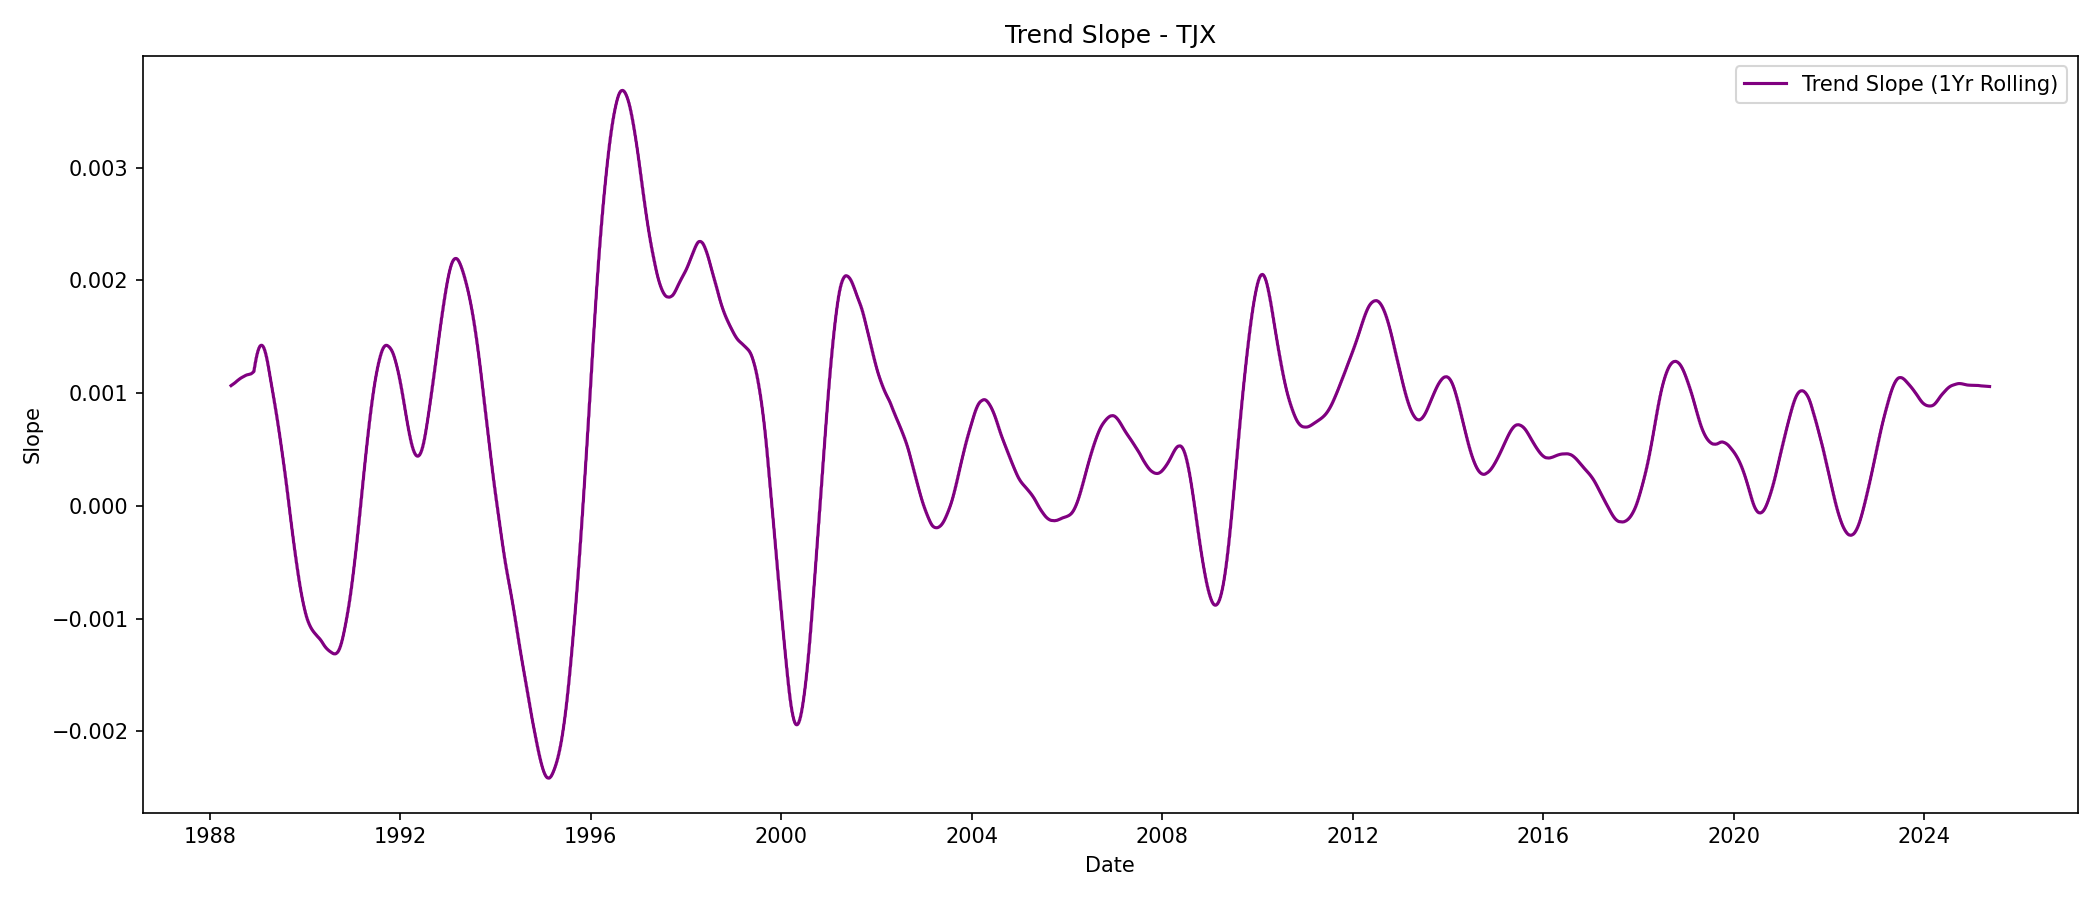 Trend Slope - TJX
Trend Slope (1Yr Rolling)
0.003
0.002
0.001
0.000
−0.001
−0.002
Slope
1988 1992 1996 2000 2004 2008 2012 2016 2020 2024
Date